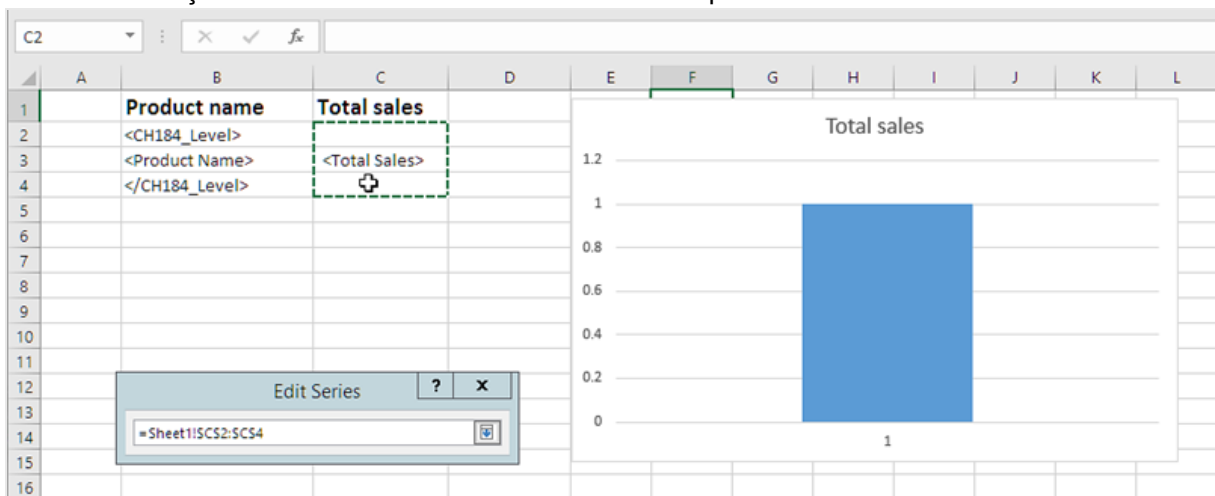 C2 fx
A B C D E F G H I J K L
1 Product name Total sales
2 <CH184_Level>
3 <Product Name> <Total Sales>
4 </CH184_Level>
5
6
7
8
9
10
11
12
13
14
15
16
Total sales
1.2
1
0.8
0.6
0.4
0.2
0
1
Edit Series ? x
=Sheet1!$C$2:$C$4